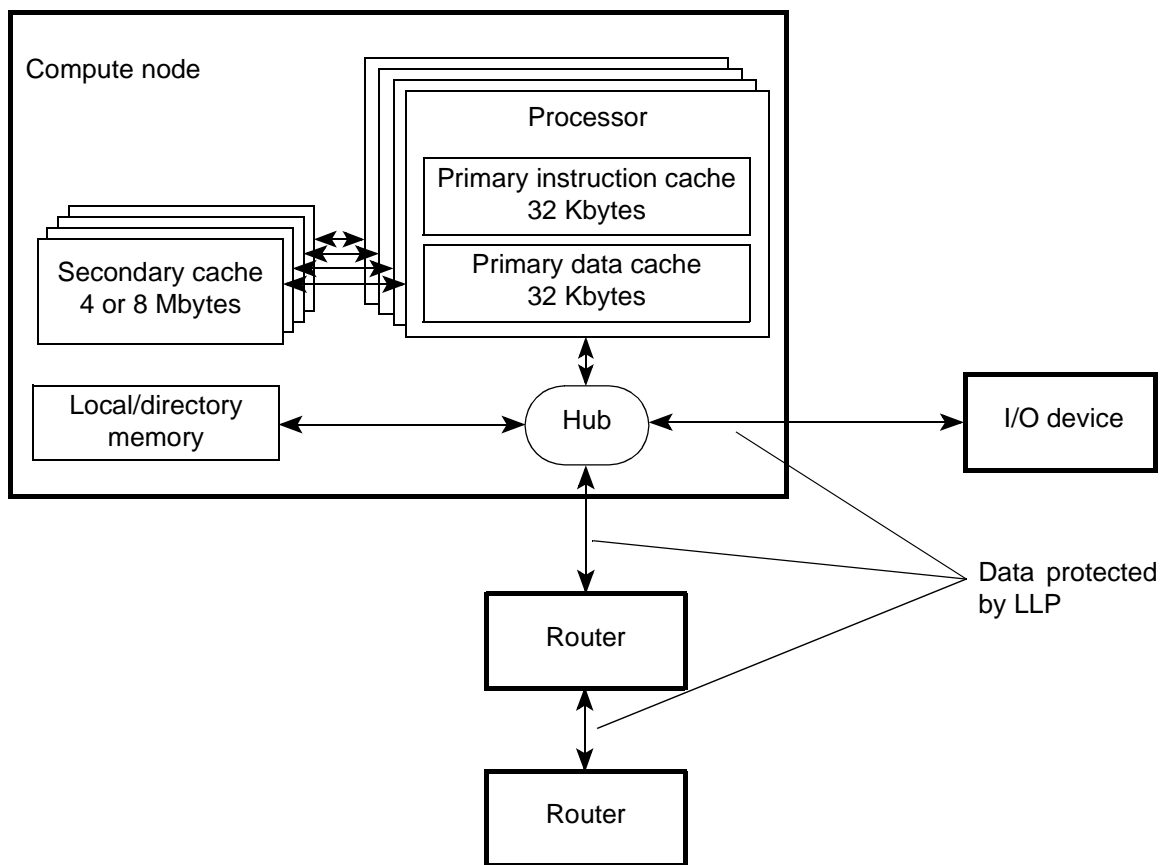 Compute node
Processor
Primary instruction cache
32 Kbytes
Primary data cache
32 Kbytes
Secondary cache
4 or 8 Mbytes
Local/directory
memory
Hub
I/O device
Data protected
by LLP
Router
Router